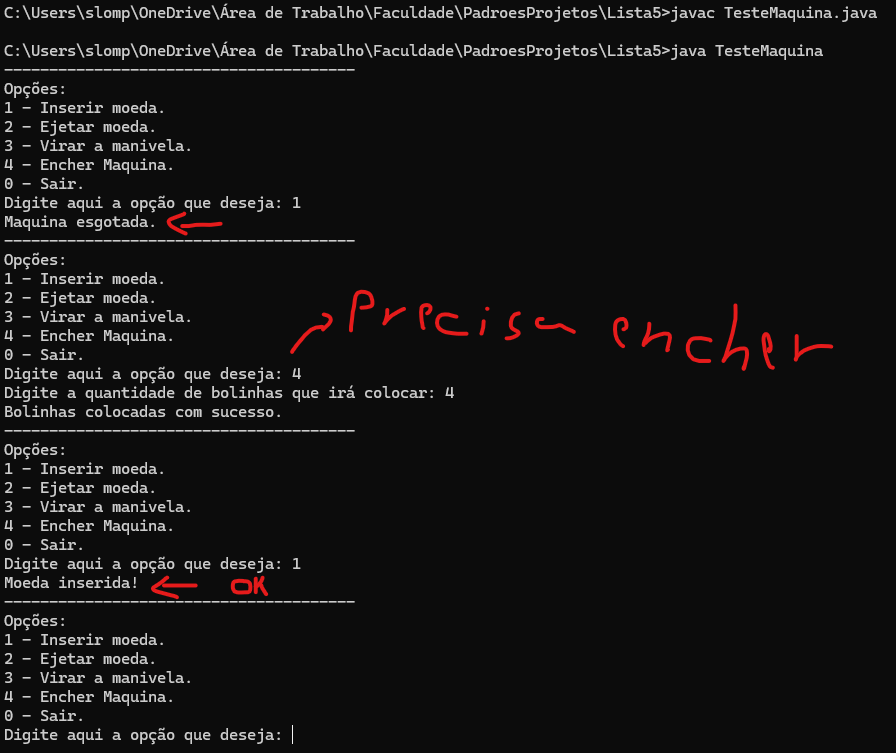 C:\Users\slomp\OneDrive\Área de Trabalho\Faculdade\PadroesProjetos\Lista5>javac TesteMaquina.java
C:\Users\slomp\OneDrive\Área de Trabalho\Faculdade\PadroesProjetos\Lista5>java TesteMaquina
---------------------------------------
Opções:
1 - Inserir moeda.
2 - Ejetar moeda.
3 - Virar a manivela.
4 - Encher Maquina.
0 - Sair.
Digite aqui a opção que deseja: 1
Maquina esgotada.
---------------------------------------
Opções:
1 - Inserir moeda.
2 - Ejetar moeda.
3 - Virar a manivela.
Precisa encher
4 - Encher Maquina.
0 - Sair.
Digite aqui a opção que deseja: 4
Digite a quantidade de bolinhas que irá colocar: 4
Bolinhas colocadas com sucesso.
---------------------------------------
Opções:
1 - Inserir moeda.
2 - Ejetar moeda.
3 - Virar a manivela.
4 - Encher Maquina.
0 - Sair.
Digite aqui a opção que deseja: 1
Moeda inserida! OK
---------------------------------------
Opções:
1 - Inserir moeda.
2 - Ejetar moeda.
3 - Virar a manivela.
4 - Encher Maquina.
0 - Sair.
Digite aqui a opção que deseja: